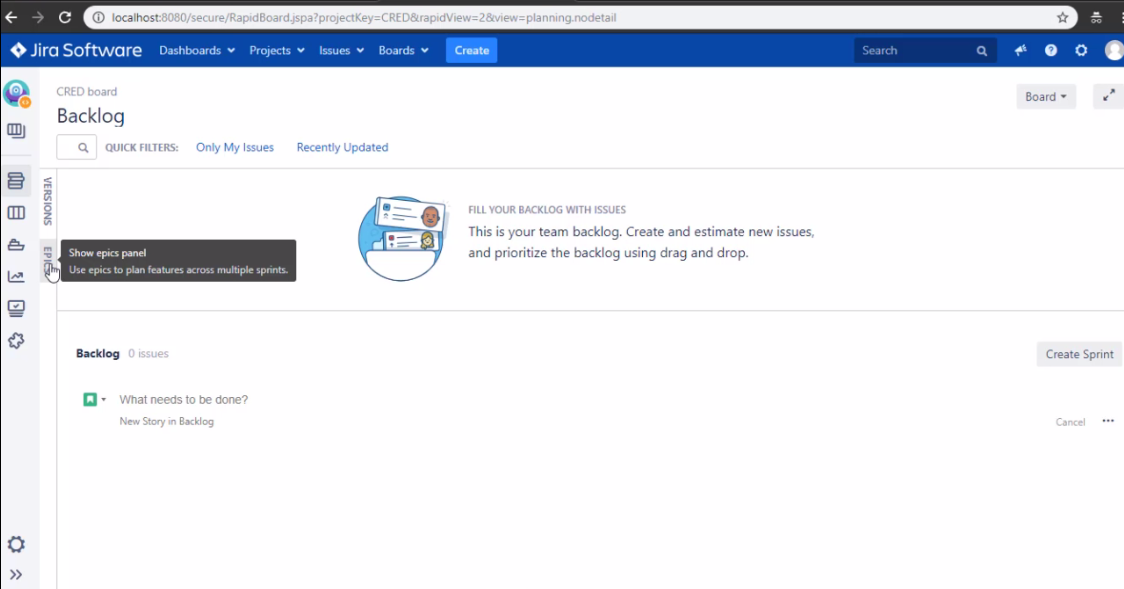 localhost:8080/secure/RapidBoard.jspa?projectKey=CRED&rapidView=2&view=planning.nodetail
Jira Software Dashboards Projects Issues Boards Create Search
CRED board
Backlog
Board
QUICK FILTERS: Only My Issues Recently Updated
VERSIONS
FILL YOUR BACKLOG WITH ISSUES
This is your team backlog. Create and estimate new issues,
and prioritize the backlog using drag and drop.
EPICS
Show epics panel
Use epics to plan features across multiple sprints.
Backlog 0 issues
Create Sprint
What needs to be done?
New Story in Backlog
Cancel